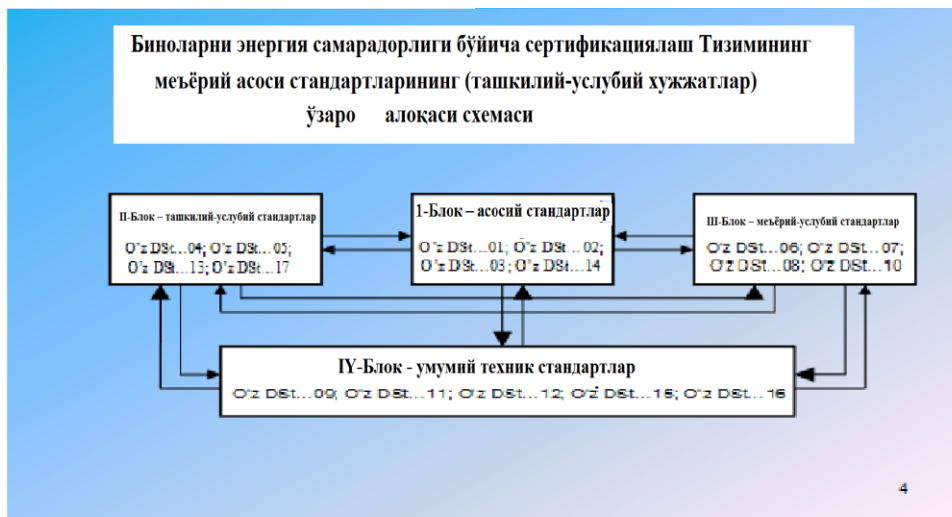 Биноларни энергия самарадорлиги бўйича сертификациялаш Тизимининг
меъёрий асоси стандартларининг (ташкилий-услубий хужжатлар)
ўзаро алоқаси схемаси
II-Блок – ташкилий-услубий стандартлар
O'z DSt...04; O'z DSt...05;
O'z DSt...13; O'z DSt...17
1-Блок – асосий стандартлар
O'z DSt...01; O'z DSt...02;
O'z DSt...03; O'z DSt...14
III-Блок – меъёрий-услубий стандартлар
O'z DSt...06; O'z DSt...07;
O'z DSt...08; O'z DSt...10
IY-Блок - умумий техник стандартлар
O'z DSt...09; O'z DSt...11; O'z DSt...12; O'z DSt...15; O'z DSt...16
4